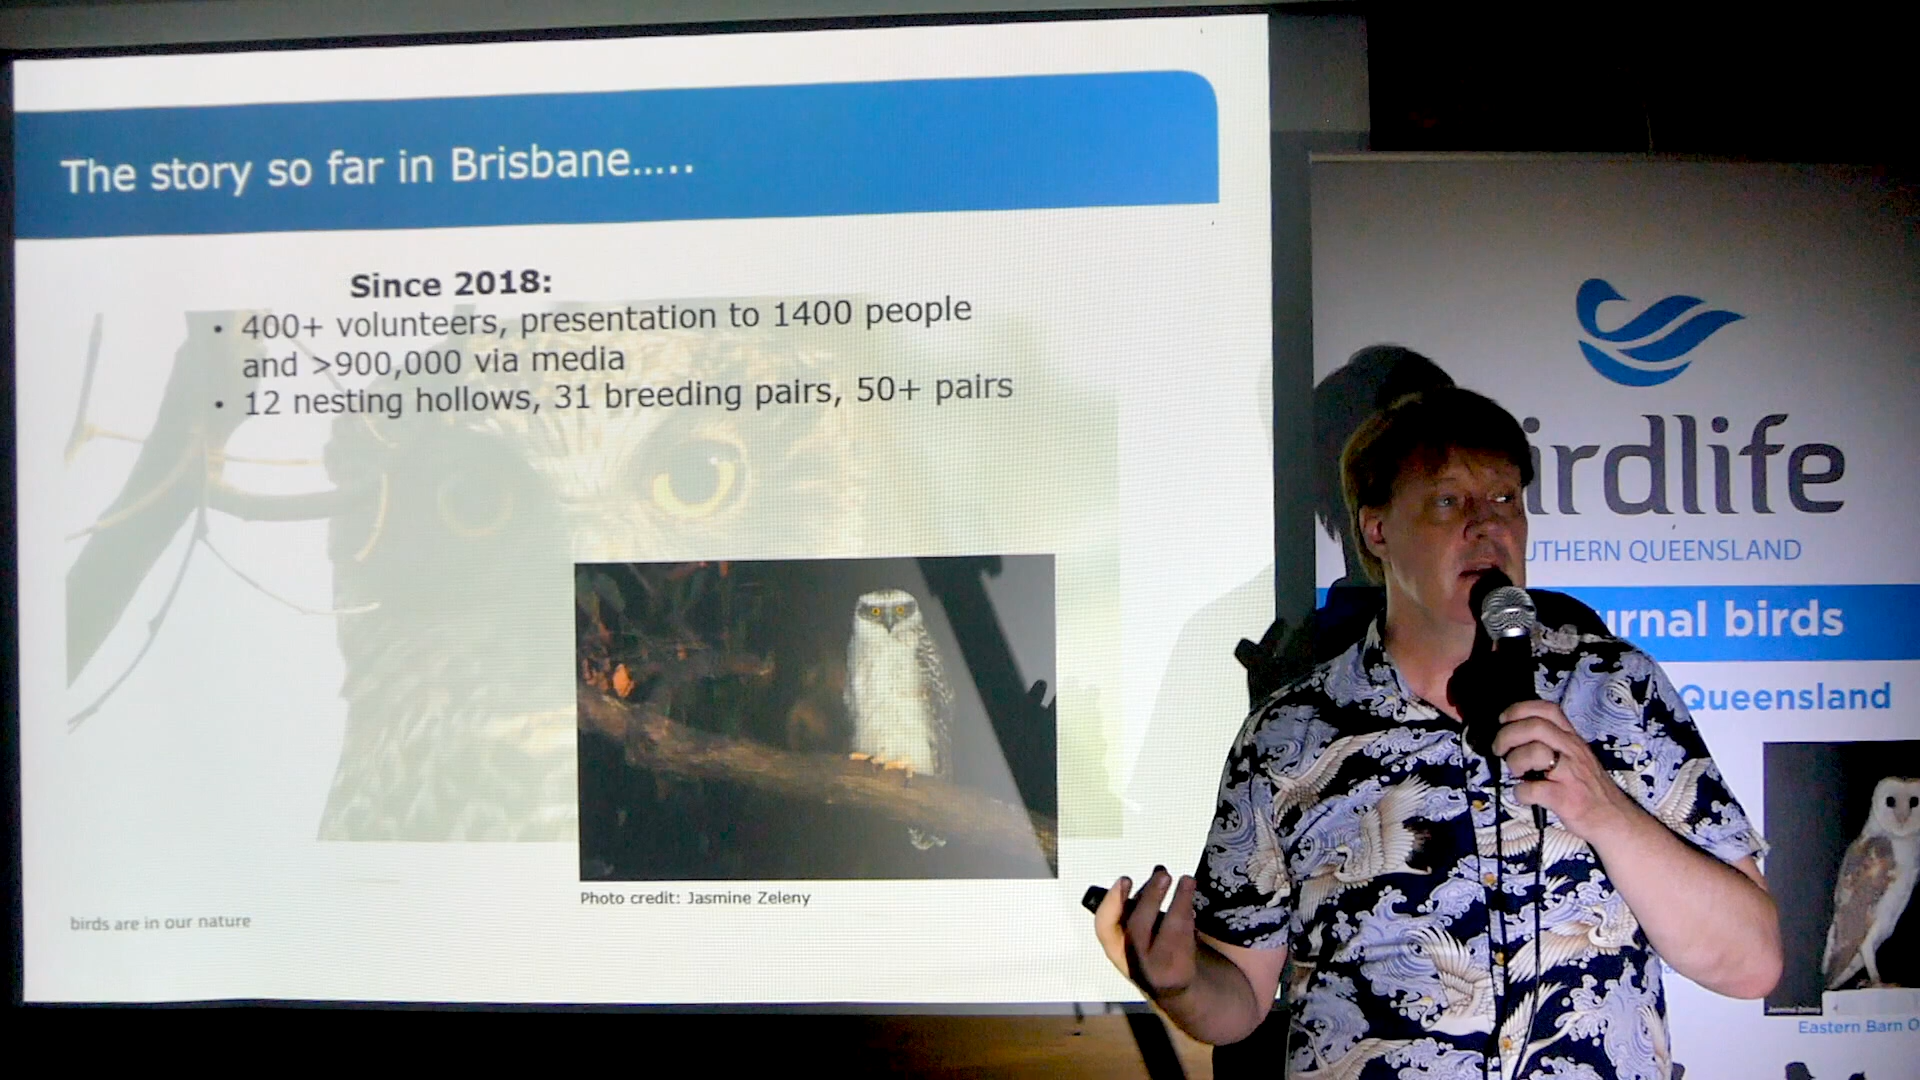 The story so far in Brisbane.....
Since 2018:
• 400+ volunteers, presentation to 1400 people
and >900,000 via media
• 12 nesting hollows, 31 breeding pairs, 50+ pairs
Photo credit: Jasmine Zeleny
birds are in our nature
irdlife
UTHERN QUEENSLAND
urnal birds
Queensland
Eastern Barn O